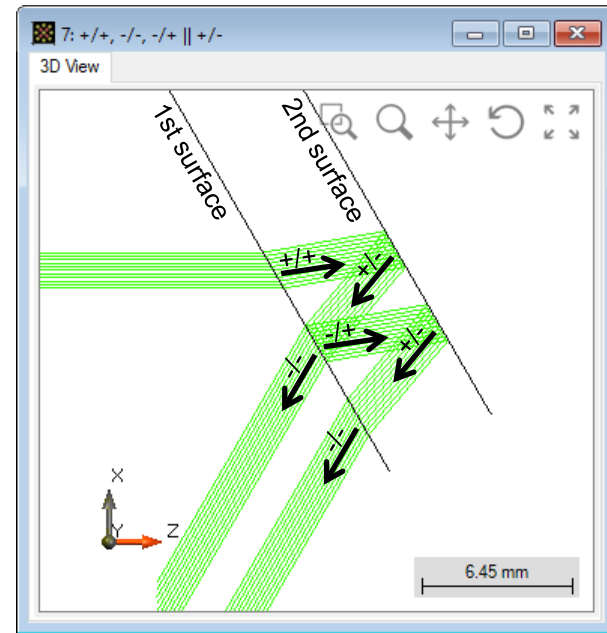 7: +/+, -/-, -/+ || +/-
3D View
1st surface
2nd surface
+/+
+/-
-/+
+/-
-/-
-/-
X
Y
Z
6.45 mm